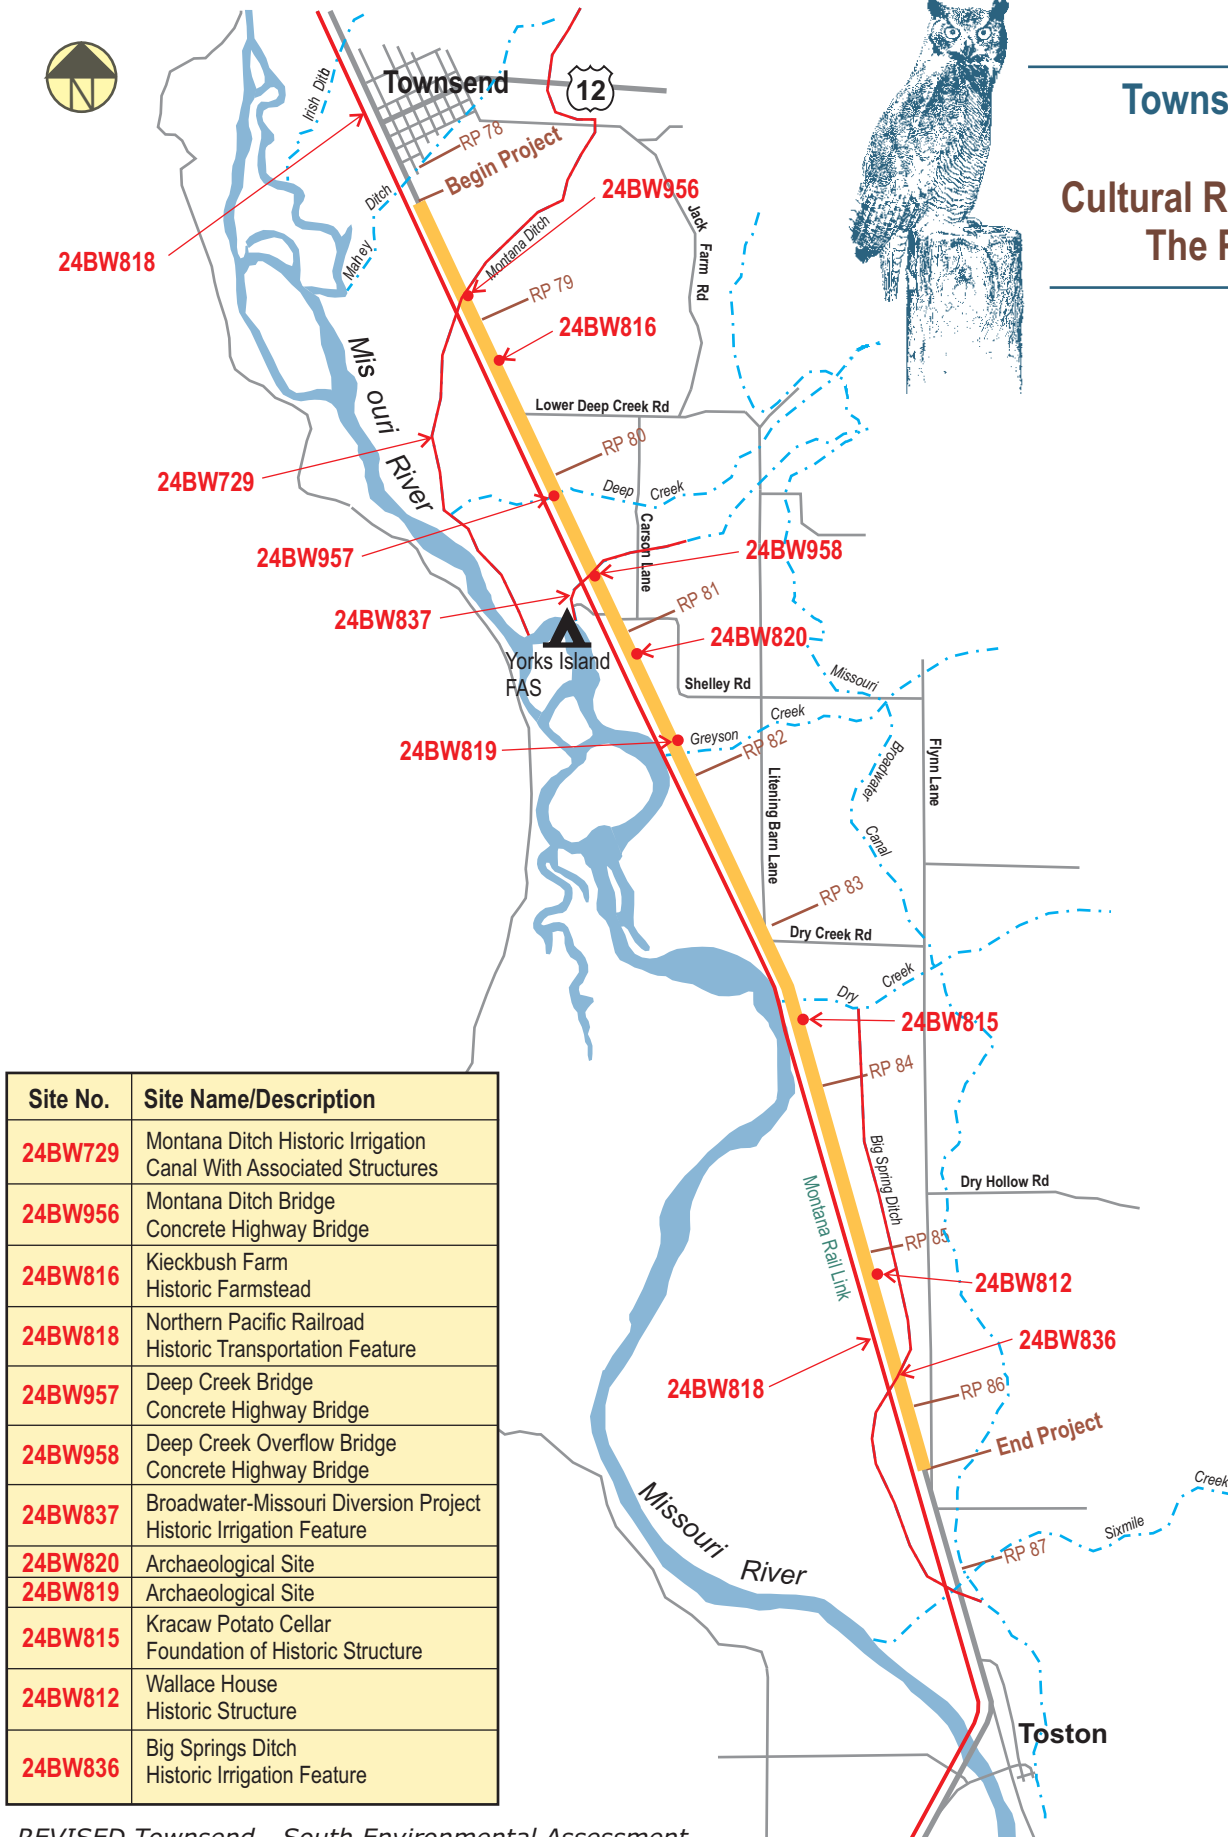 Towns
Cultural R
The F
N
Townsend
12
Irish Ditb
RP 78
Begin Project
24BW956
Jack Farm Rd
Mahey Ditch
Montana Ditch
24BW818
RP 79
24BW816
Mis ouri River
Lower Deep Creek Rd
RP 80
24BW729
Deep Creek
Carson Lane
24BW957
24BW958
24BW837
RP 81
24BW820
Yorks Island
FAS
Shelley Rd
Missouri
Broadwater
Canal
Greyson Creek
24BW819
RP 82
Flynn Lane
Litening Barn Lane
RP 83
Dry Creek Rd
Dry Creek
24BW815
RP 84
Big Spring Ditch
Montana Rail Link
Dry Hollow Rd
RP 85
24BW812
24BW836
24BW818
RP 86
End Project
Missouri River
Sixmile Creek
RP 87
Toston
Site No. Site Name/Description
24BW729 Montana Ditch Historic Irrigation
Canal With Associated Structures
24BW956 Montana Ditch Bridge
Concrete Highway Bridge
24BW816 Kieckbush Farm
Historic Farmstead
24BW818 Northern Pacific Railroad
Historic Transportation Feature
24BW957 Deep Creek Bridge
Concrete Highway Bridge
24BW958 Deep Creek Overflow Bridge
Concrete Highway Bridge
24BW837 Broadwater-Missouri Diversion Project
Historic Irrigation Feature
24BW820 Archaeological Site
24BW819 Archaeological Site
24BW815 Kracaw Potato Cellar
Foundation of Historic Structure
24BW812 Wallace House
Historic Structure
24BW836 Big Springs Ditch
Historic Irrigation Feature
REVISED Townsend - South Environmental Assessment